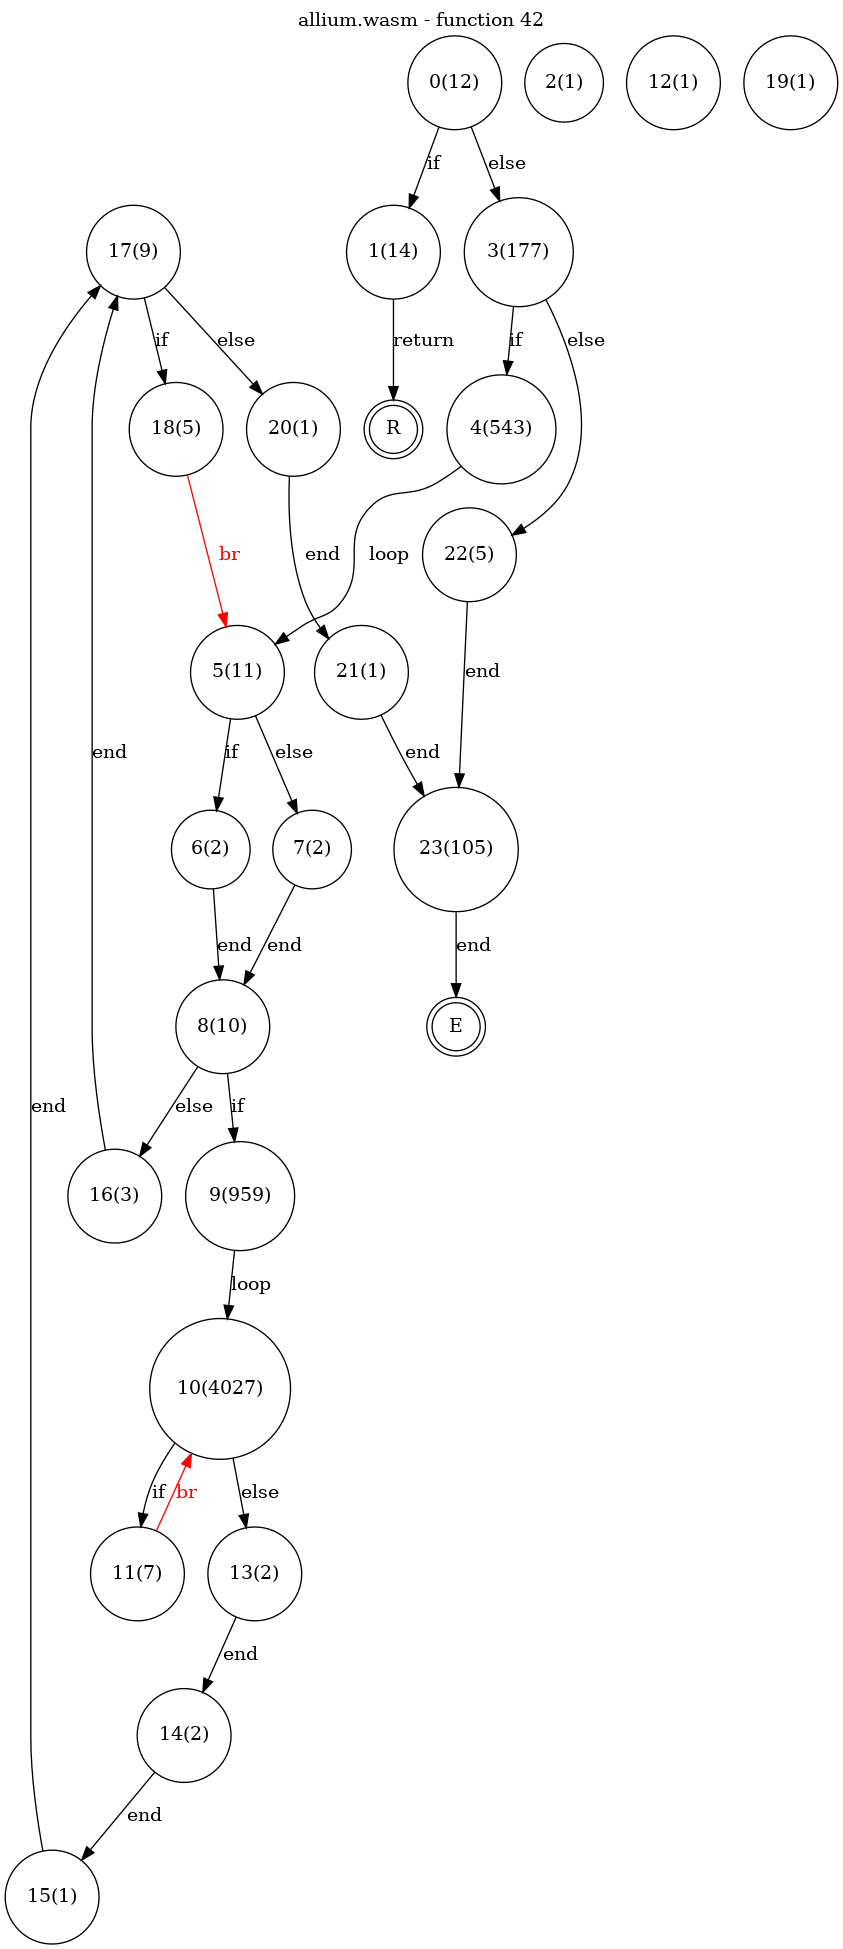 allium.wasm - function 42
0(12)
2(1)
12(1)
19(1)
if
else
17(9)
1(14)
3(177)
if
else
return
if
else
18(5)
20(1)
R
4(543)
br
end
loop
22(5)
5(11)
21(1)
end
end
if
else
end
6(2)
7(2)
23(105)
end
end
end
8(10)
E
end
else
if
16(3)
9(959)
loop
10(4027)
if
br
else
11(7)
13(2)
end
14(2)
end
15(1)